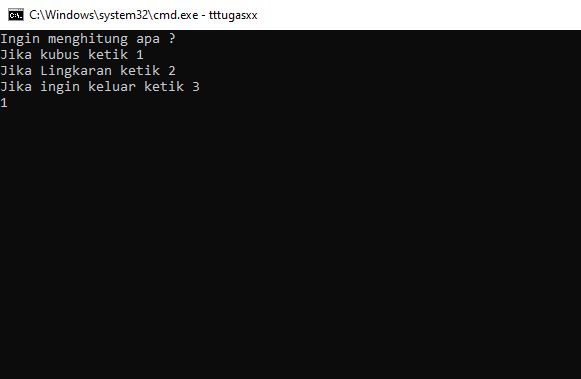 C:\Windows\system32\cmd.exe - tttugasxx
Ingin menghitung apa ?
Jika kubus ketik 1
Jika Lingkaran ketik 2
Jika ingin keluar ketik 3
1